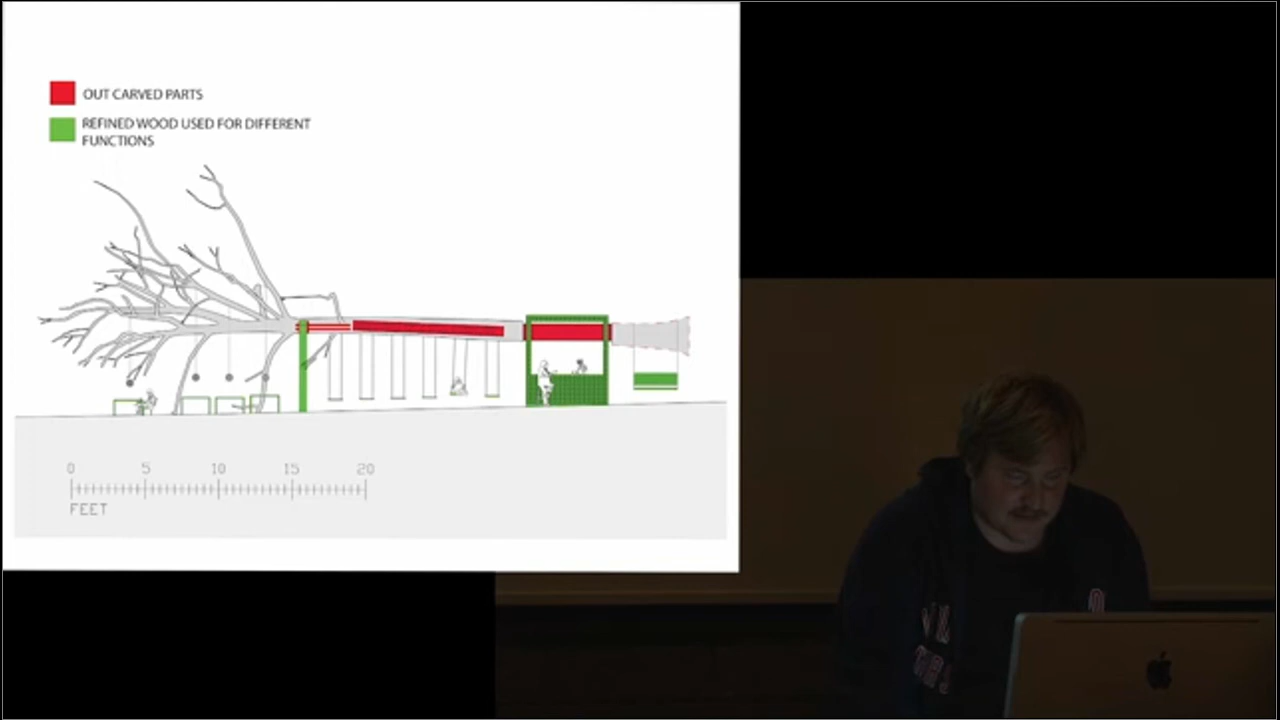 OUT CARVED PARTS
REFINED WOOD USED FOR DIFFERENT
FUNCTIONS
0 5 10 15 20
FEET